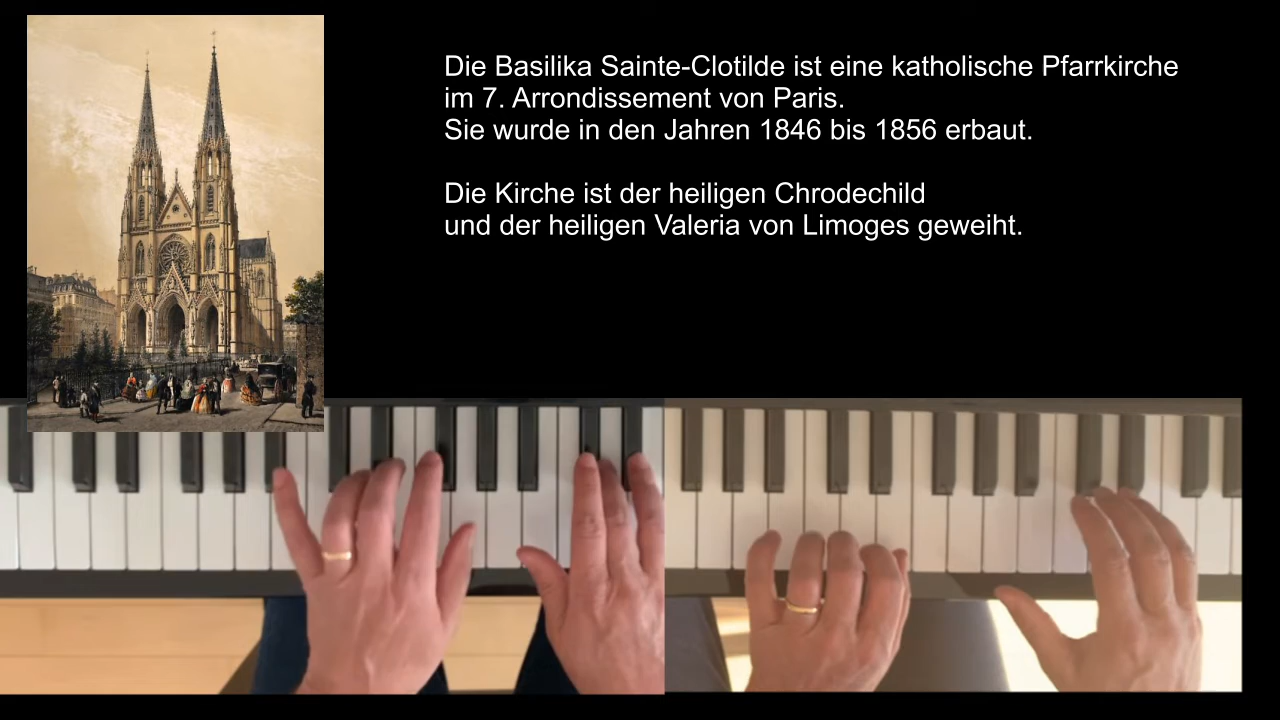 Die Basilika Sainte-Clotilde ist eine katholische Pfarrkirche
im 7. Arrondissement von Paris.
Sie wurde in den Jahren 1846 bis 1856 erbaut.
Die Kirche ist der heiligen Chrodechild
und der heiligen Valeria von Limoges geweiht.